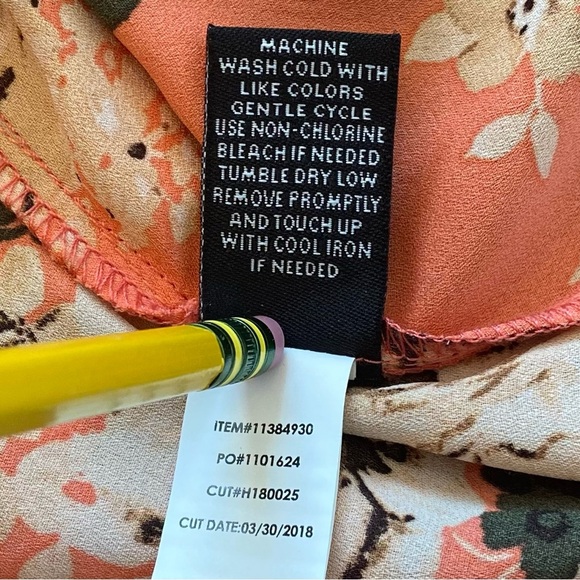 MACHINE
WASH COLD WITH
LIKE COLORS
GENTLE CYCLE
USE NON-CHLORINE
BLEACH IF NEEDED
TUMBLE DRY LOW
REMOVE PROMPTLY
AND TOUCH UP
WITH COOL IRON
IF NEEDED
ITEM#11384930
PO#1101624
CUT#H180025
CUT DATE:03/30/2018